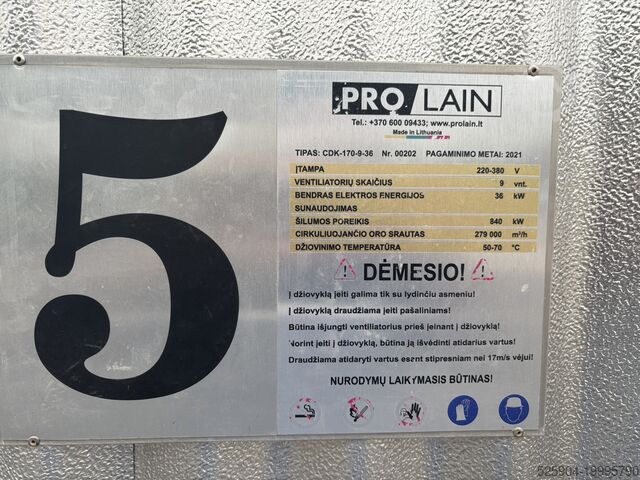 5
PRO/LAIN
Tel.: +370 600 09433; www.prolain.lt
Made in Lithuania
TIPAS: CDK-170-9-36 Nr. 00202 PAGAMINIMO METAI: 2021
ĮTAMPA 220-380 V
VENTILIATORIŲ SKAIČIUS 9 vnt.
BENDRAS ELEKTROS ENERGIJOS 36 kW
SUNAUDOJIMAS
ŠILUMOS POREIKIS 840 kW
CIRKULIUOJANČIO ORO SRAUTAS 279 000 m³/h
DŽIOVINIMO TEMPERATŪRA 50-70 °C
DĖMESIO!
Į džiovyklą įeiti galima tik su lydinčiu asmeniu!
Į džiovyklą draudžiama įeiti pašaliniams!
Būtina išjungti ventiliatorius prieš įeinant į džiovyklą!
Norint įeiti į džiovyklą, būtina ją išvėdinti atidarius vartus!
Draudžiama atidaryti vartus esant stipresniam nei 17m/s vėjui!
NURODYMŲ LAIKYMASIS BŪTINAS!
525904-18995790